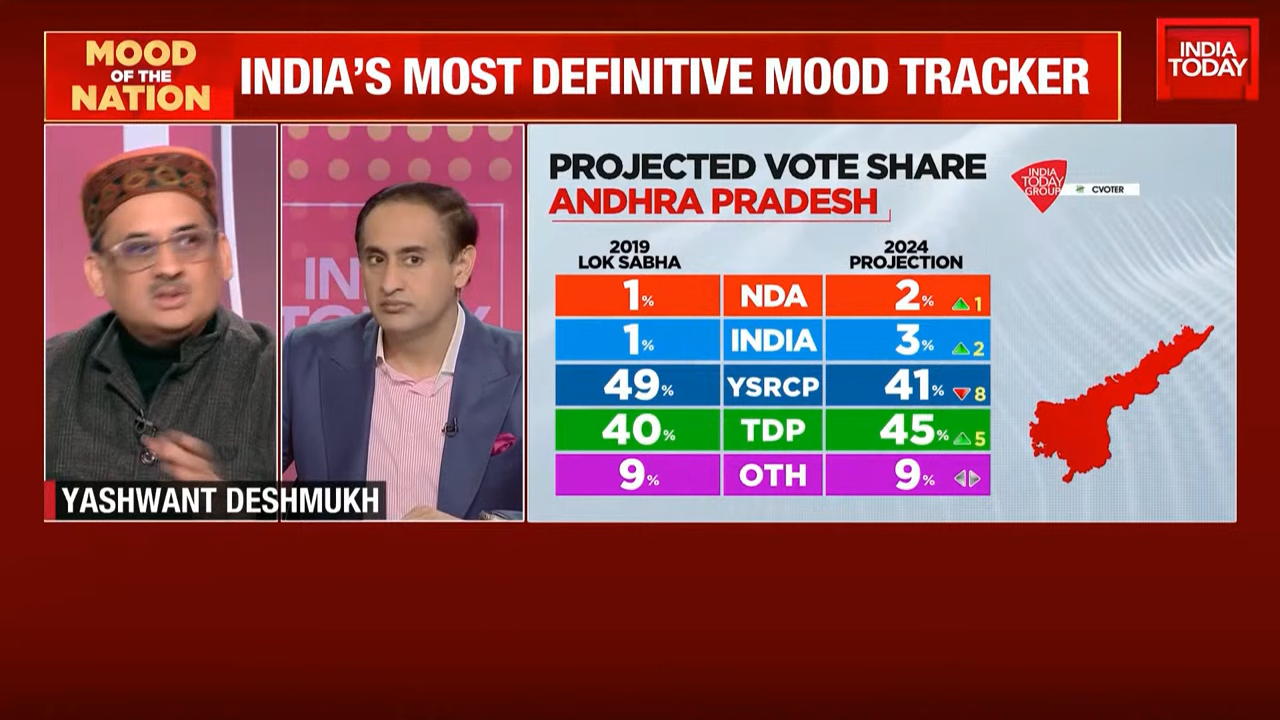 MOOD
OF THE
NATION
INDIA'S MOST DEFINITIVE MOOD TRACKER
INDIA
TODAY
IN
TODAY
YASHWANT DESHMUKH
PROJECTED VOTE SHARE
ANDHRA PRADESH
INDIA
TODAY
GROUP
CVOTER
2019
LOK SABHA
2024
PROJECTION
1% NDA 2% 1
1% INDIA 3% 2
49% YSRCP 41% 8
40% TDP 45% 5
9% OTH 9%